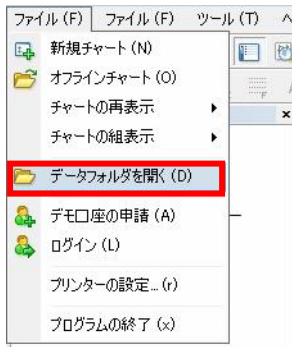 ファイル (F) ファイル (F) ツール (T) ヘ
新規チャート (N)
オフラインチャート (O)
チャートの再表示
チャートの組表示
データフォルダを開く (D)
デモ口座の申請 (A)
ログイン (L)
プリンターの設定... (r)
プログラムの終了 (x)